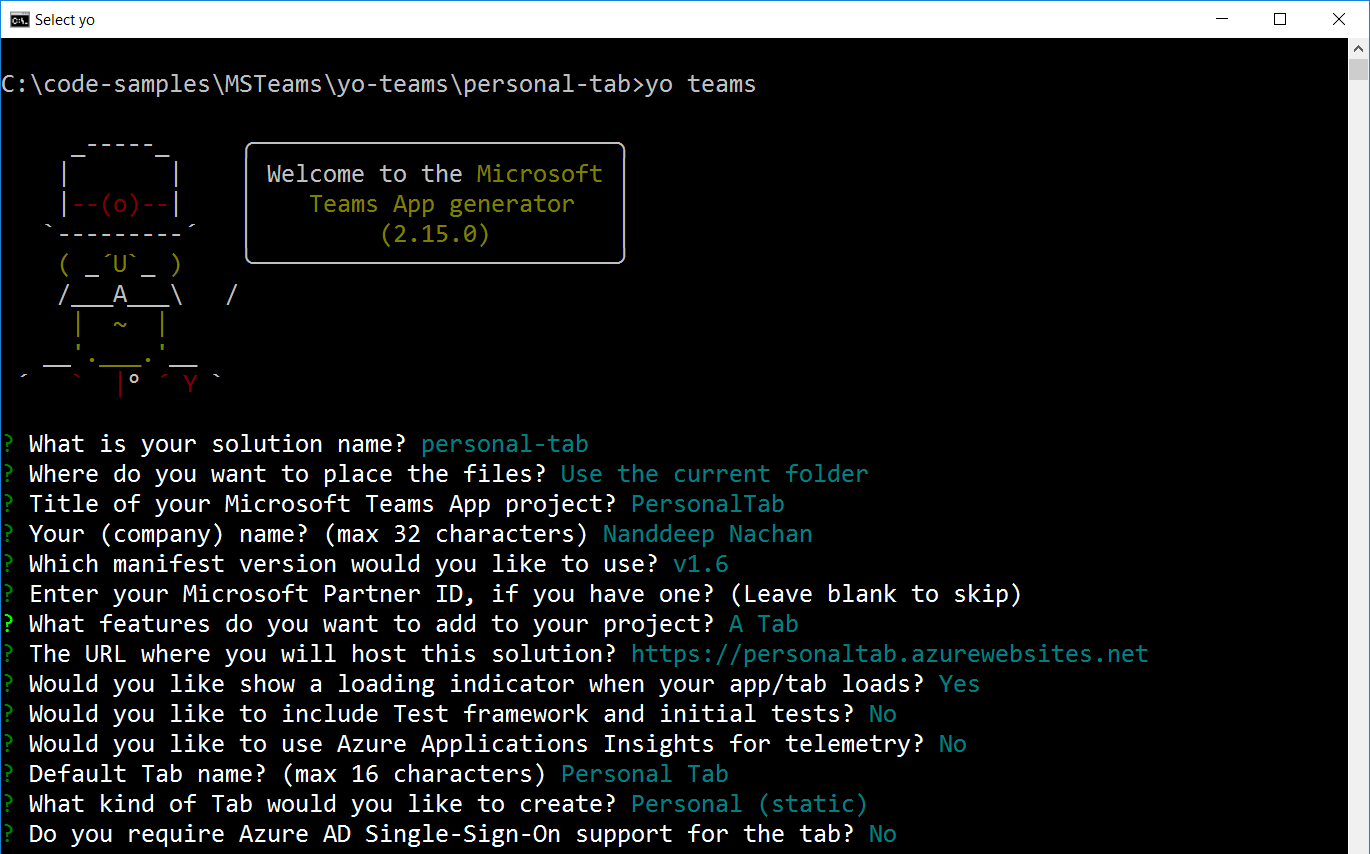 Select yo
C:\code-samples\MSTeams\yo-teams\personal-tab>yo teams
Welcome to the Microsoft
Teams App generator
(2.15.0)
? What is your solution name? personal-tab
? Where do you want to place the files? Use the current folder
? Title of your Microsoft Teams App project? PersonalTab
? Your (company) name? (max 32 characters) Nanddeep Nachan
? Which manifest version would you like to use? v1.6
? Enter your Microsoft Partner ID, if you have one? (Leave blank to skip)
? What features do you want to add to your project? A Tab
? The URL where you will host this solution? https://personaltab.azurewebsites.net
? Would you like show a loading indicator when your app/tab loads? Yes
? Would you like to include Test framework and initial tests? No
? Would you like to use Azure Applications Insights for telemetry? No
? Default Tab name? (max 16 characters) Personal Tab
? What kind of Tab would you like to create? Personal (static)
? Do you require Azure AD Single-Sign-On support for the tab? No